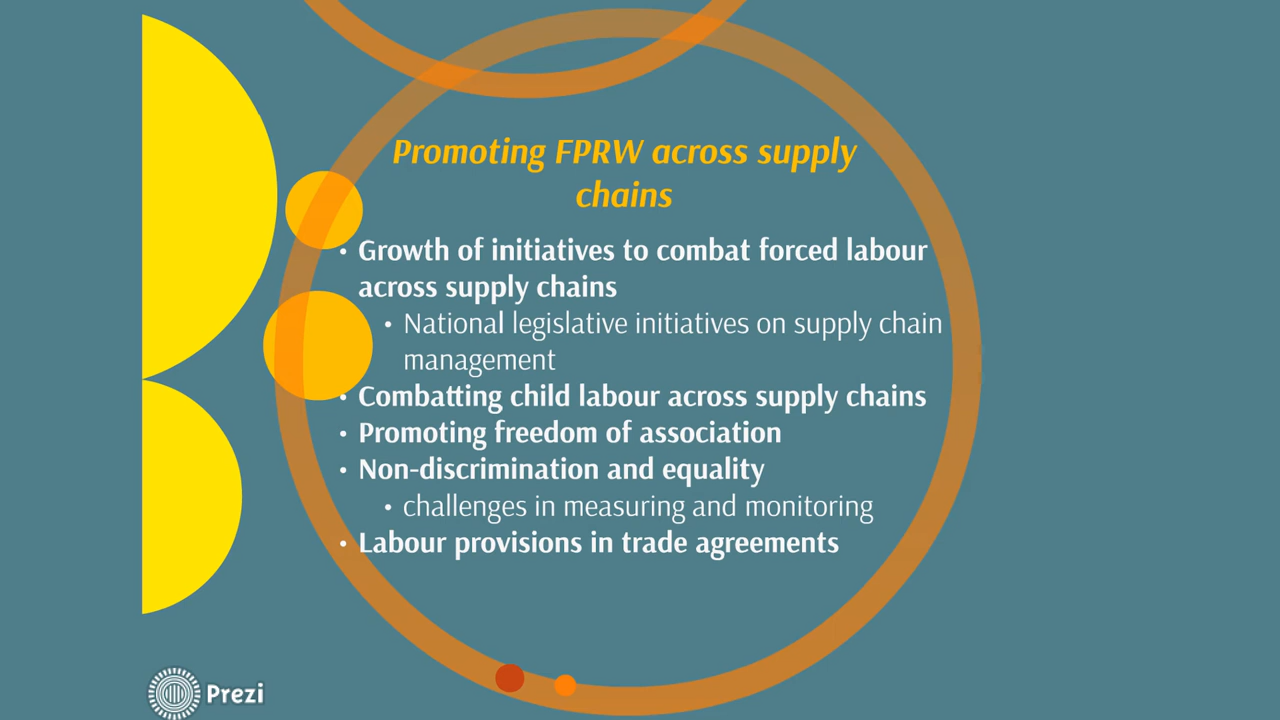 Promoting FPRW across supply
chains
• Growth of initiatives to combat forced labour
across supply chains
• National legislative initiatives on supply chain
management
• Combatting child labour across supply chains
• Promoting freedom of association
• Non-discrimination and equality
• challenges in measuring and monitoring
• Labour provisions in trade agreements
Prezi